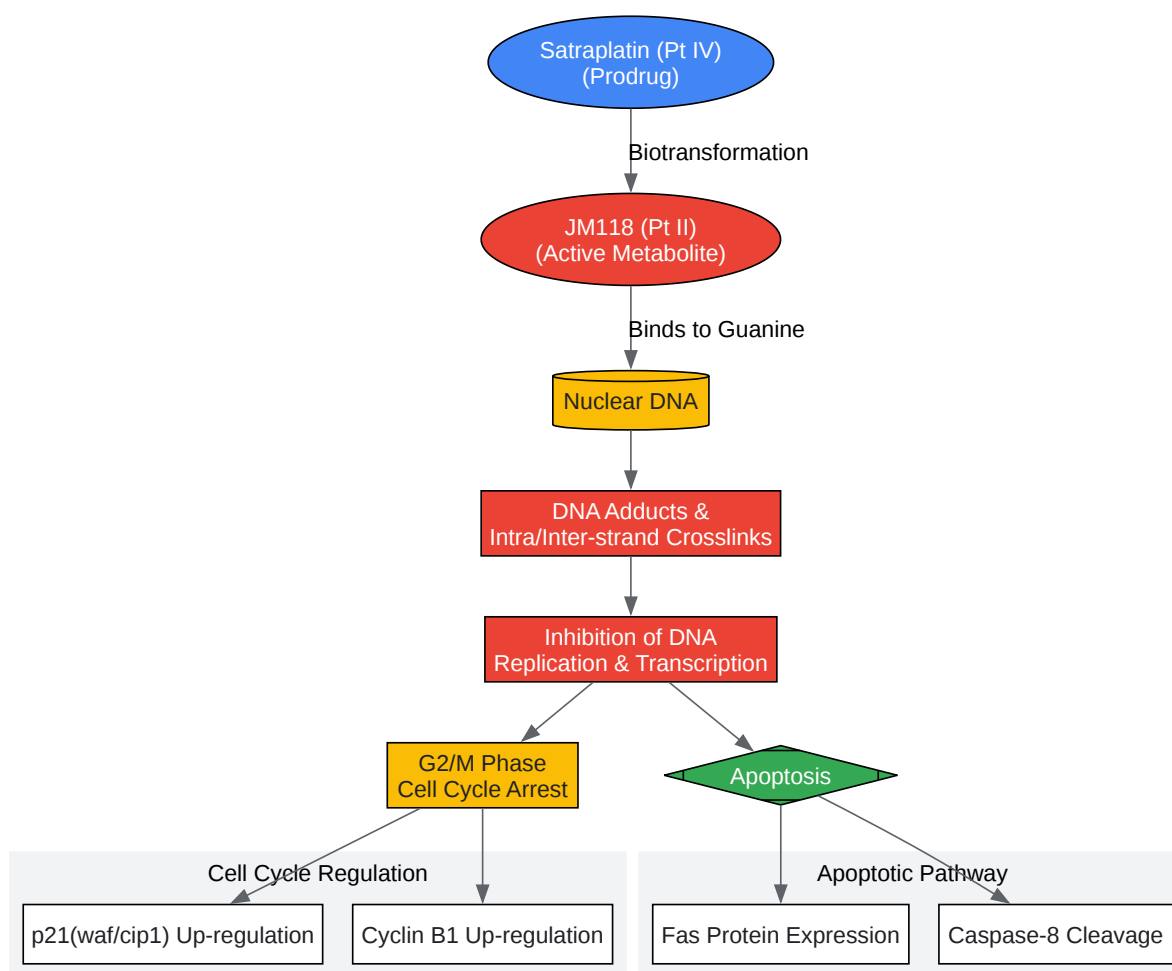 Satraplatin (Pt IV)
(Prodrug)
Biotransformation
JM118 (Pt II)
(Active Metabolite)
Binds to Guanine
Nuclear DNA
DNA Adducts &
Intra/Inter-strand Crosslinks
Inhibition of DNA
Replication & Transcription
G2/M Phase
Cell Cycle Arrest
Apoptosis
Cell Cycle Regulation
Apoptotic Pathway
p21(waf/cip1) Up-regulation
Cyclin B1 Up-regulation
Fas Protein Expression
Caspase-8 Cleavage